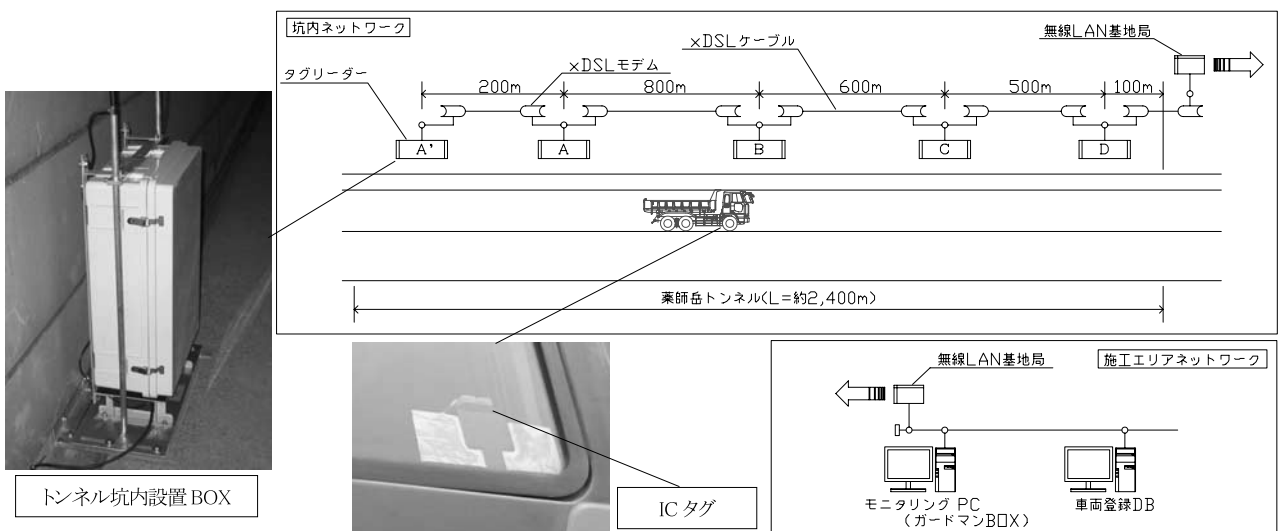 坑内ネットワーク
無線LAN基地局
xDSLケーブル
xDSLモデム
タグリーダー
200m
800m
600m
500m
100m
A'
A
B
C
D
薬師岳トンネル(L=約2,400m)
トンネル坑内設置BOX
ICタグ
施工エリアネットワーク
無線LAN基地局
モニタリング PC
(ガードマンBOX)
車両登録DB